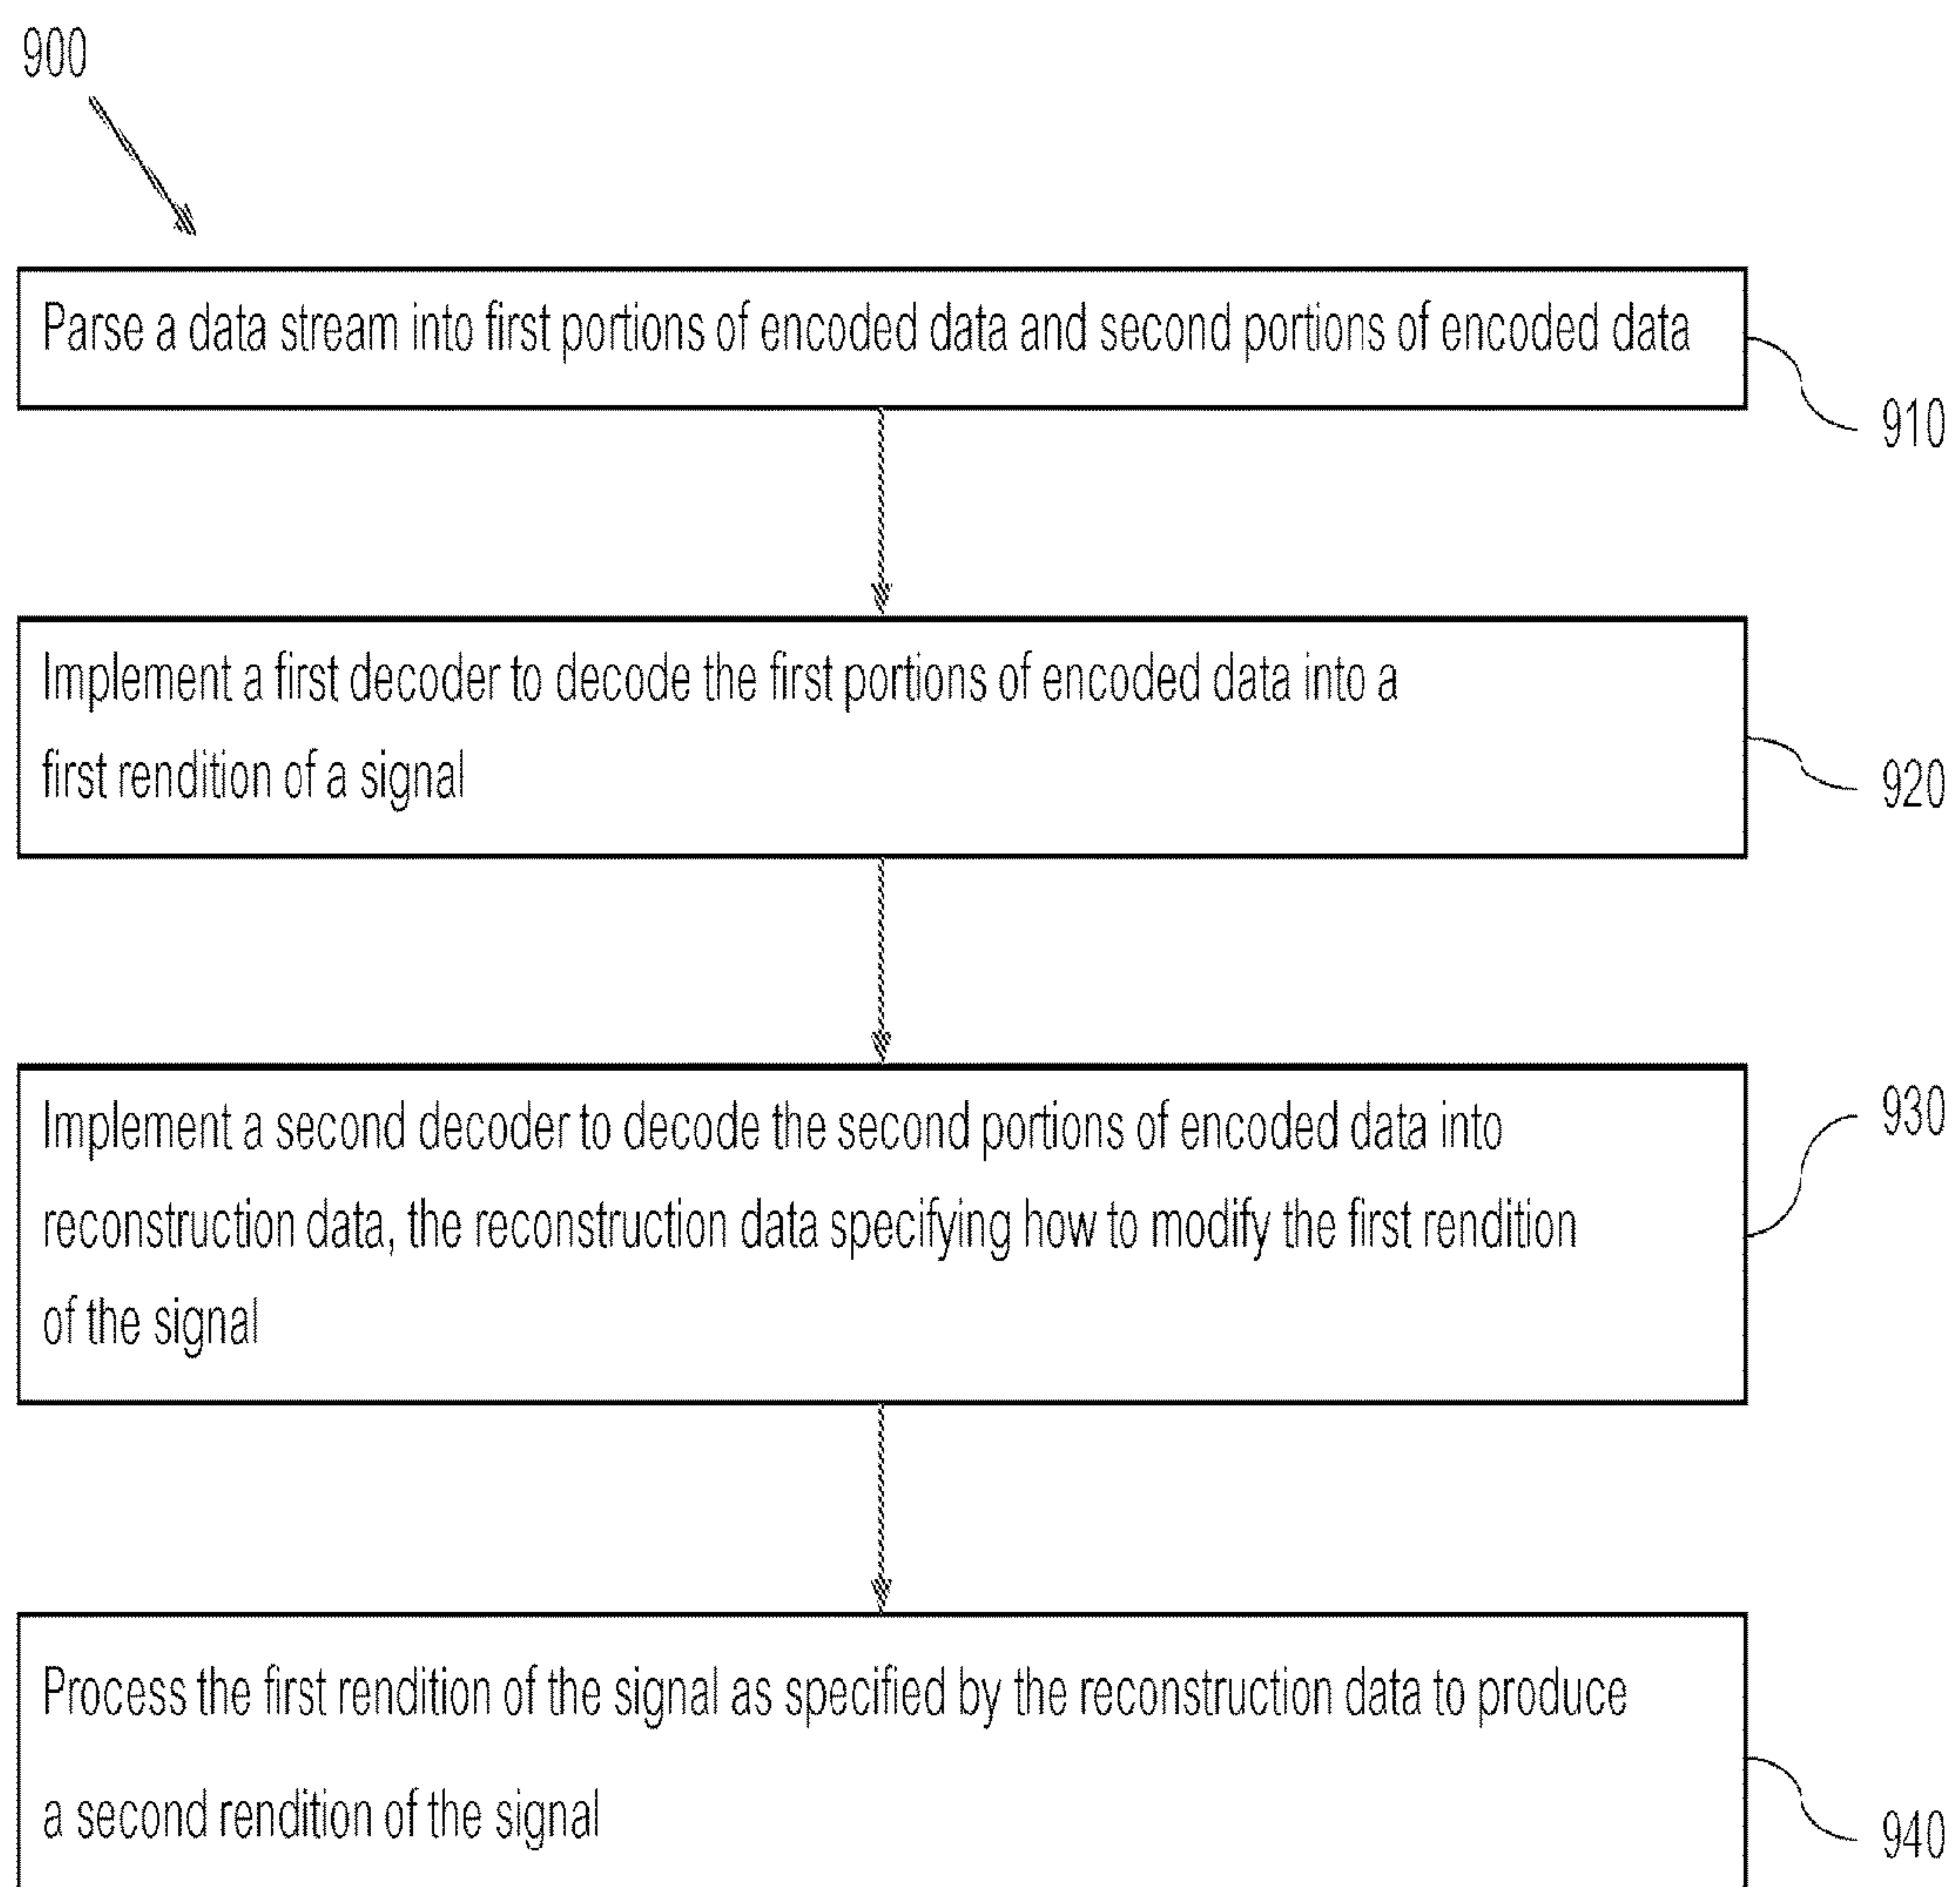 900
Parse a data stream into first portions of encoded data and second portions of encoded data
910
Implement a first decoder to decode the first portions of encoded data into a
first rendition of a signal
920
Implement a second decoder to decode the second portions of encoded data into
930
reconstruction data, the reconstruction data specifying how to modify the first rendition
of the signal
Process the first rendition of the signal as specified by the reconstruction data to produce
a second rendition of the signal
940